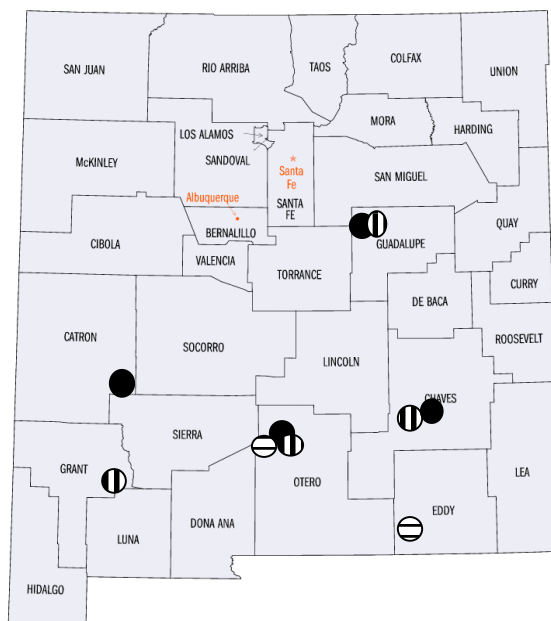 SAN JUAN
RIO ARRIBA
TAOS
COLFAX
UNION
LOS ALAMOS
MORA
HARDING
McKINLEY
SANDOVAL
Santa
Fe
SAN MIGUEL
Albuquerque
SANTA
FE
BERNALILLO
QUAY
CIBOLA
GUADALUPE
VALENCIA
TORRANCE
CURRY
DE BACA
CATRON
SOCORRO
LINCOLN
ROOSEVELT
CHAVES
SIERRA
GRANT
OTERO
LEA
DONA ANA
EDDY
LUNA
HIDALGO